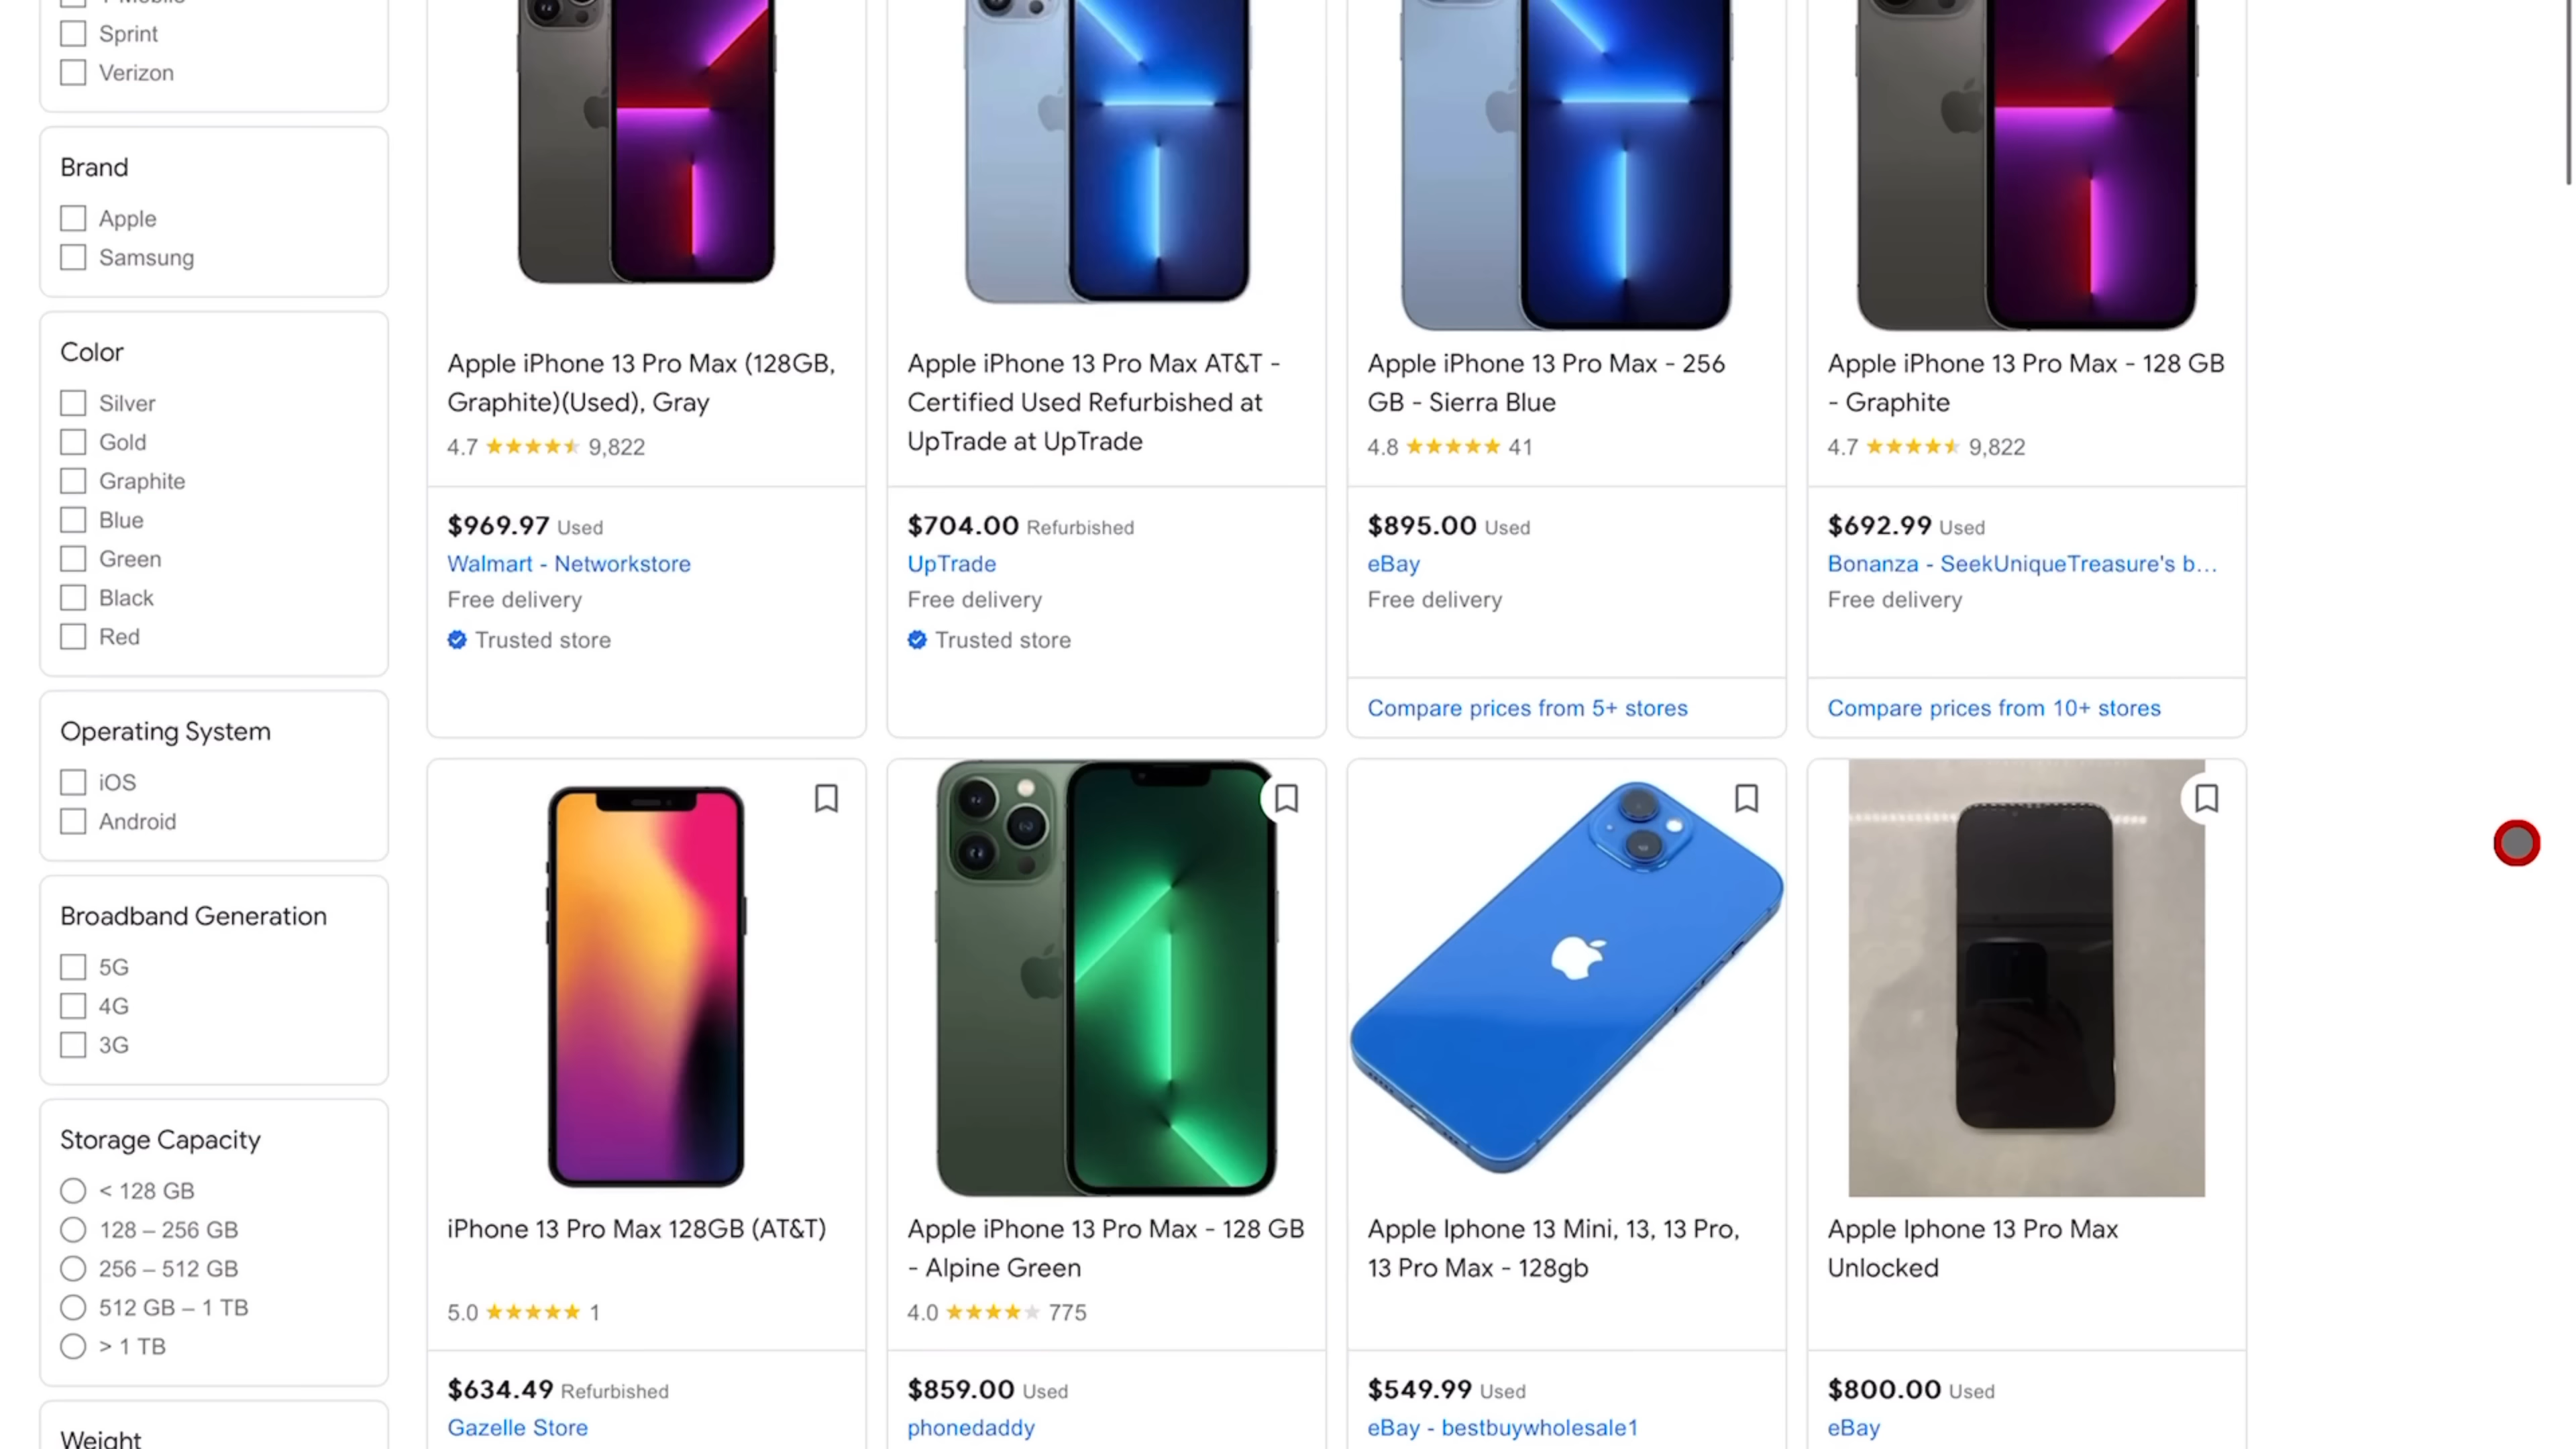 Sprint
Verizon
Brand
Apple
Samsung
Color
Silver
Gold
Graphite
Blue
Green
Black
Red
Operating System
iOS
Android
Broadband Generation
5G
4G
3G
Storage Capacity
< 128 GB
128 – 256 GB
256 – 512 GB
512 GB – 1 TB
> 1 TB
Weight
Apple iPhone 13 Pro Max (128GB,
Graphite)(Used), Gray
4.7 9,822
$969.97 Used
Walmart - Networkstore
Free delivery
Trusted store
Apple iPhone 13 Pro Max AT&T -
Certified Used Refurbished at
UpTrade at UpTrade
$704.00 Refurbished
UpTrade
Free delivery
Trusted store
Apple iPhone 13 Pro Max - 256
GB - Sierra Blue
4.8 41
$895.00 Used
eBay
Free delivery
Compare prices from 5+ stores
Apple iPhone 13 Pro Max - 128 GB
- Graphite
4.7 9,822
$692.99 Used
Bonanza - SeekUniqueTreasure's b...
Free delivery
Compare prices from 10+ stores
iPhone 13 Pro Max 128GB (AT&T)
5.0 1
$634.49 Refurbished
Gazelle Store
Apple iPhone 13 Pro Max - 128 GB
- Alpine Green
4.0 775
$859.00 Used
phonedaddy
Apple Iphone 13 Mini, 13, 13 Pro,
13 Pro Max - 128gb
$549.99 Used
eBay - bestbuywholesale1
Apple Iphone 13 Pro Max
Unlocked
$800.00 Used
eBay